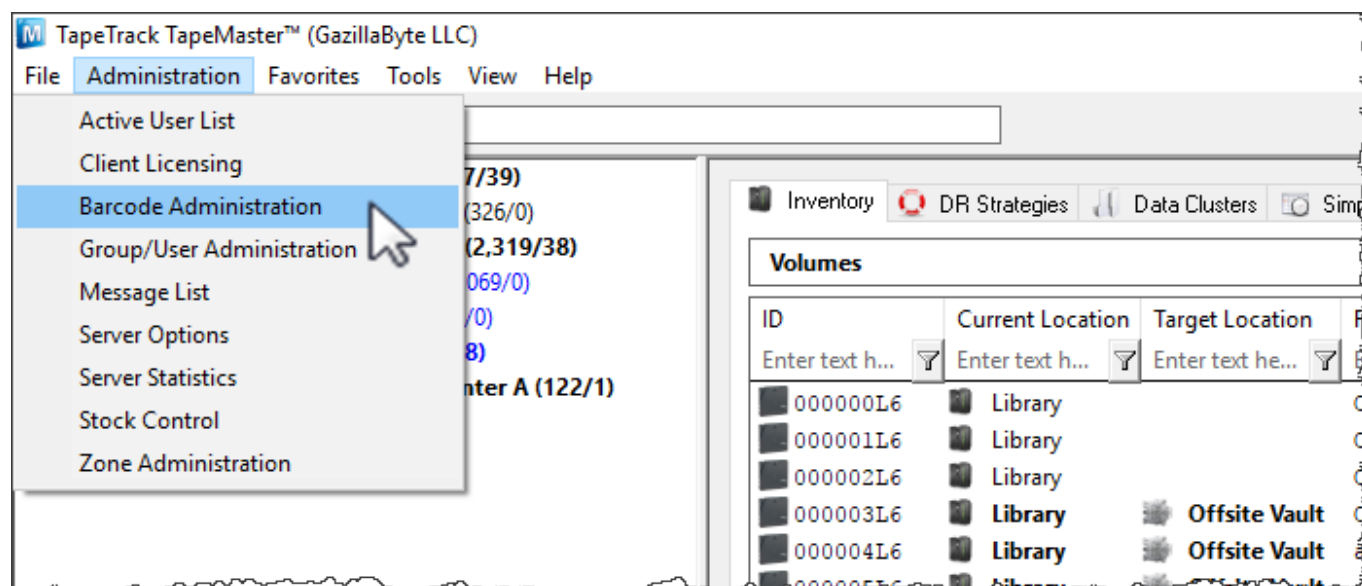 TapeTrack TapeMaster™ (GazillaByte LLC)
File Administration Favorites Tools View Help
Active User List
Client Licensing
Barcode Administration
Group/User Administration
Message List
Server Options
Server Statistics
Stock Control
Zone Administration
7/39)
(326/0)
(2,319/38)
069/0)
/0)
8)
nter A (122/1)
Inventory DR Strategies Data Clusters Simp
Volumes
ID Current Location Target Location
Enter text h... Enter text h... Enter text he...
000000L6 Library
000001L6 Library
000002L6 Library
000003L6 Library Offsite Vault
000004L6 Library Offsite Vault